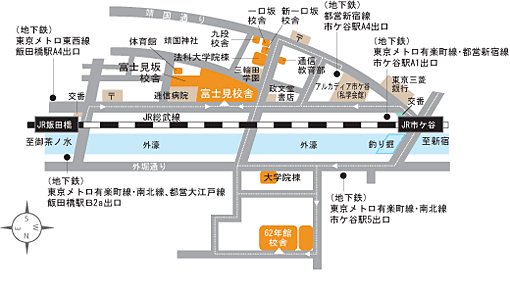 靖国通り
(地下鉄)
東京メトロ東西線
飯田橋駅A4出口
体育館
靖国神社
九段
校舎
一口坂
校舎
新一口坂
校舎
(地下鉄)
都営新宿線
市ケ谷駅A4出口
(地下鉄)
東京メトロ有楽町線・都営新宿線
市ケ谷駅A1出口
法科大学院棟
富士見坂
校舎
三輪田
学園
通信
教育部
〒
東京三菱
銀行
交番
〒
逓信病院
富士見校舎
政文堂
書店
アルカディア市ケ谷
(私学会館)
交番
JR飯田橋
JR総武線
JR市ケ谷
至御茶ノ水
外濠
外濠
釣り堀
至新宿
外堀通り
(地下鉄)
東京メトロ有楽町線・南北線、都営大江戸線
飯田橋駅B2a出口
大学院棟
(地下鉄)
東京メトロ有楽町線・南北線
市ケ谷駅5出口
62年館
校舎
S
E
W
N